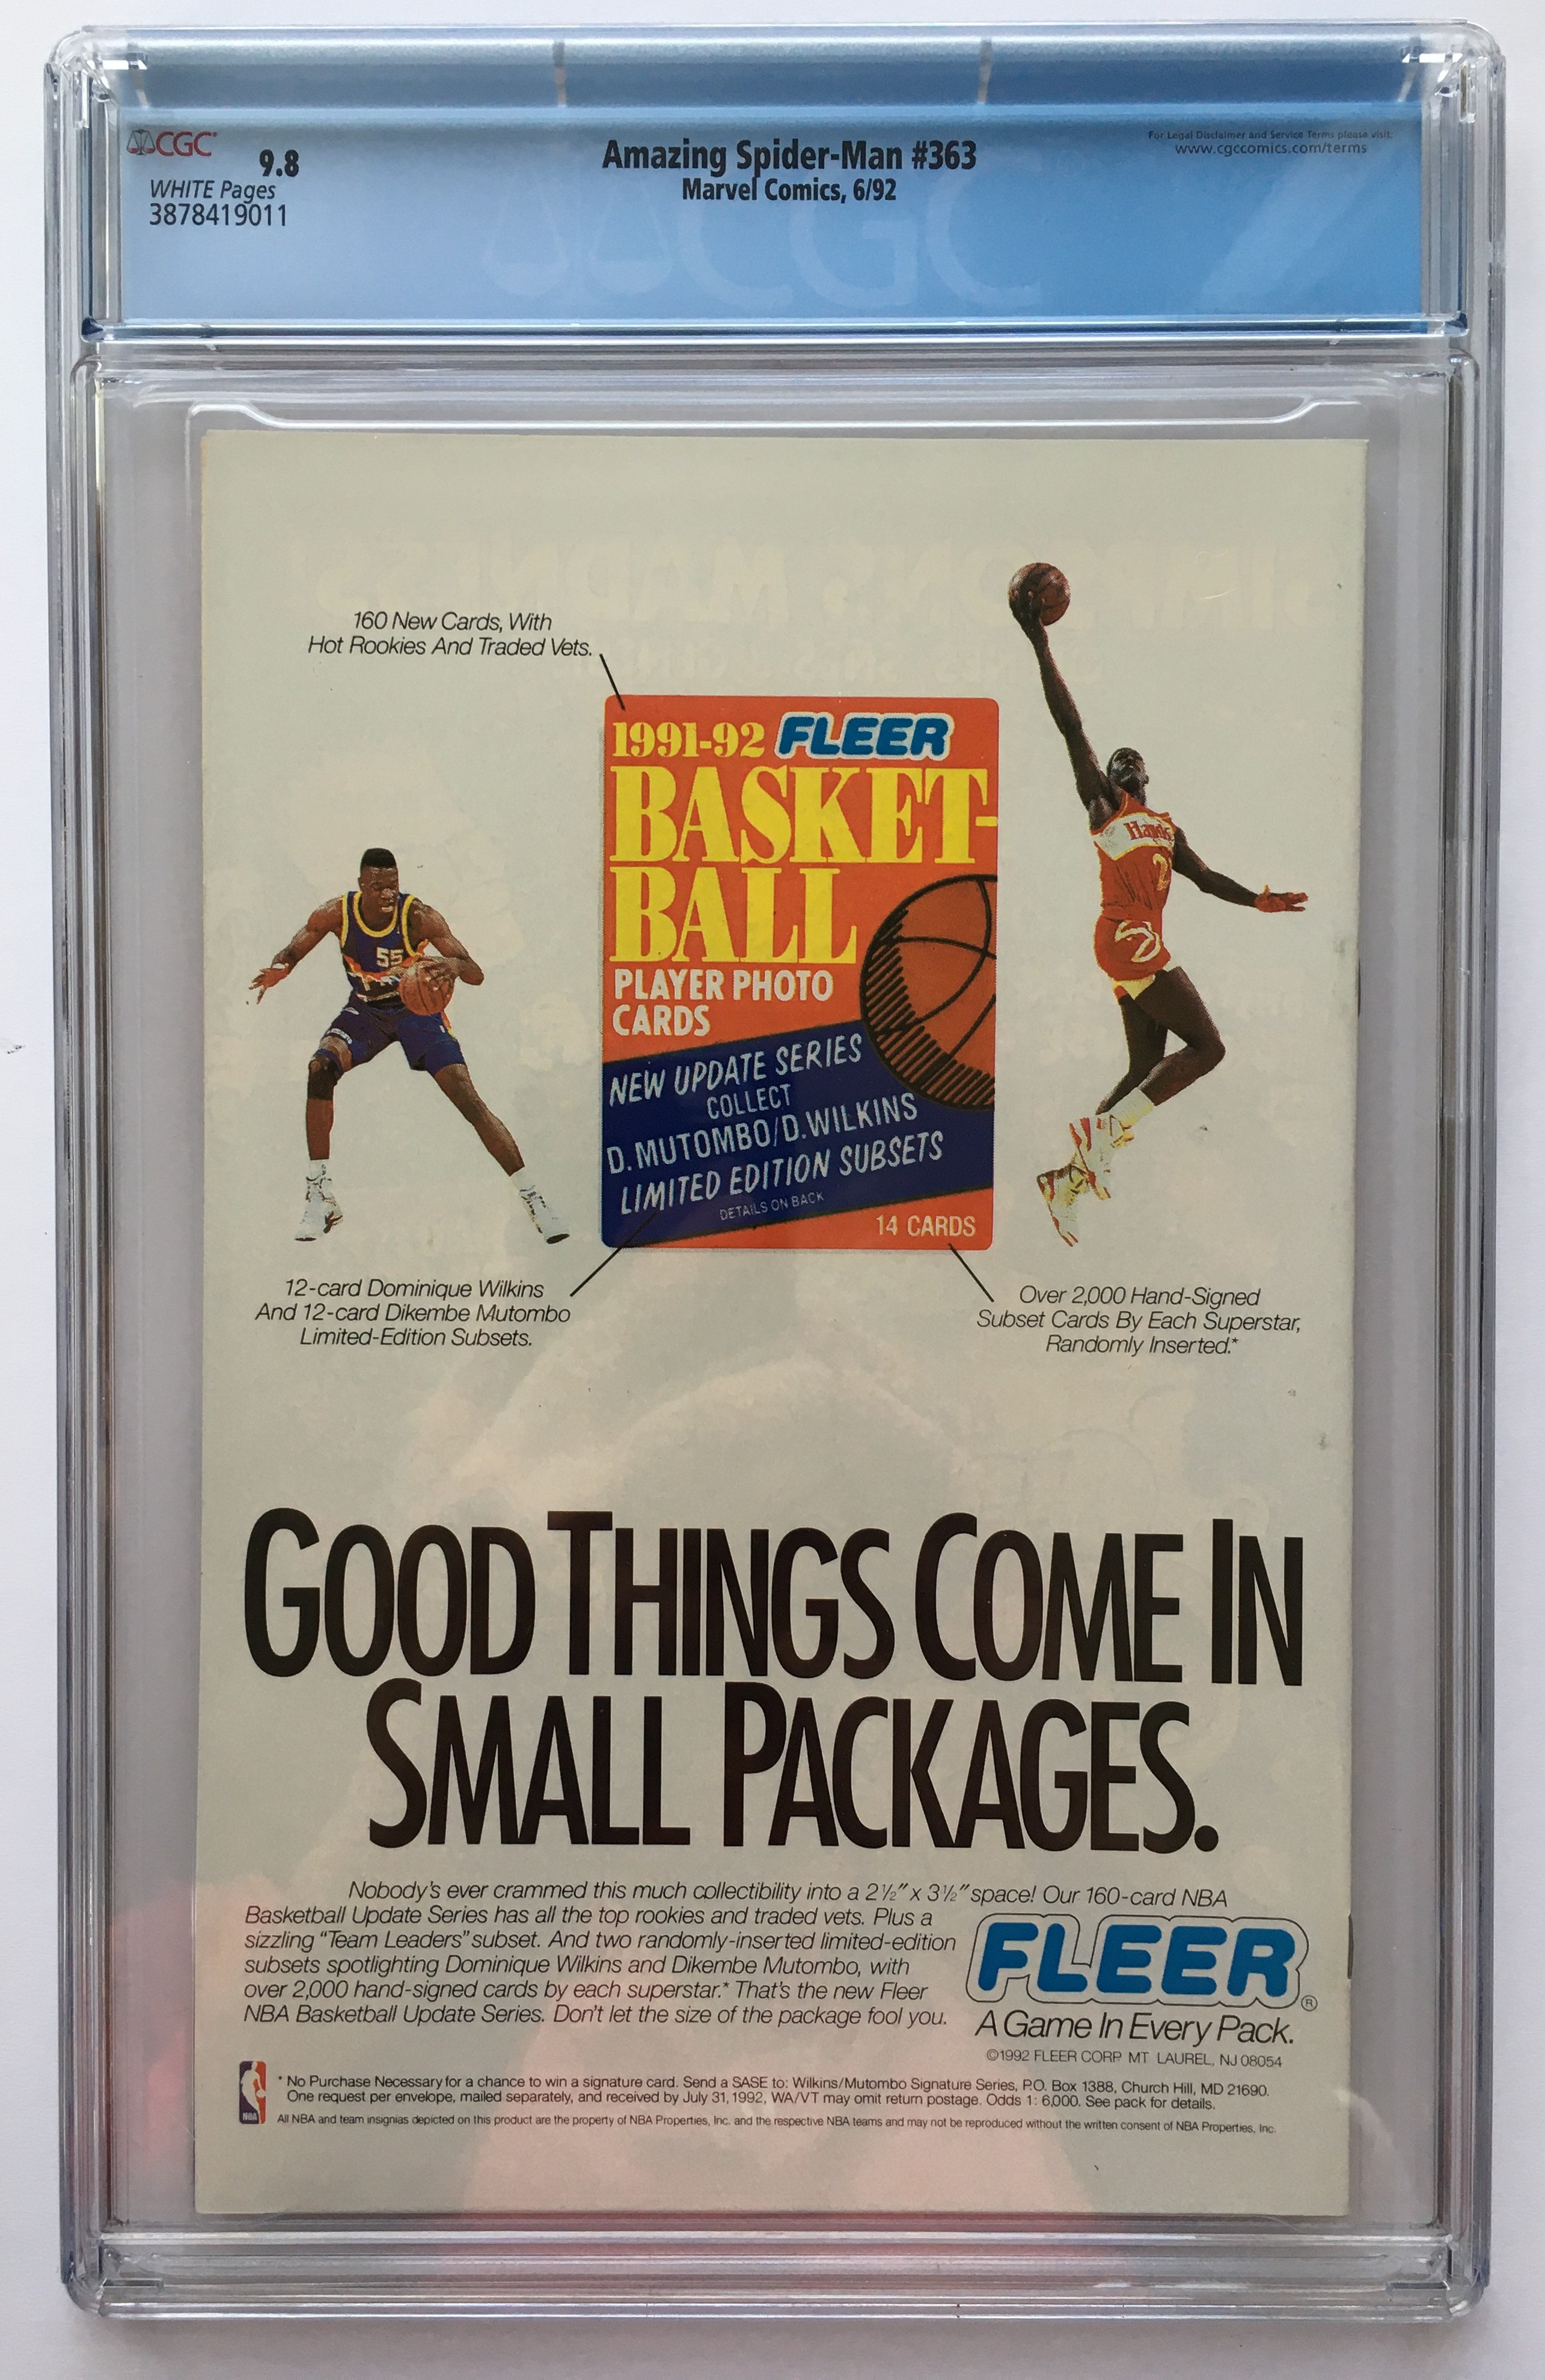 CGC
9.8
WHITE Pages
3878419011
Amazing Spider-Man #363
Marvel Comics, 6/92
For Legal Disclaimer and Service Terms please visit:
www.cgccomics.com/terms
CGC
160 New Cards, With
Hot Rookies And Traded Vets.
1991-92 FLEER
BASKET-
BALL
PLAYER PHOTO
CARDS
NEW UPDATE SERIES
COLLECT
D. MUTOMBO/D. WILKINS
LIMITED EDITION SUBSETS
DETAILS ON BACK
14 CARDS
55
Hawks
2
12-card Dominique Wilkins
And 12-card Dikembe Mutombo
Limited-Edition Subsets.
Over 2,000 Hand-Signed
Subset Cards By Each Superstar,
Randomly Inserted.*
GOOD THINGS COME IN
SMALL PACKAGES.
Nobody's ever crammed this much collectibility into a 2½" x 3½" space! Our 160-card NBA
Basketball Update Series has all the top rookies and traded vets. Plus a
sizzling "Team Leaders" subset. And two randomly-inserted limited-edition
subsets spotlighting Dominique Wilkins and Dikembe Mutombo, with
over 2,000 hand-signed cards by each superstar.* That's the new Fleer
NBA Basketball Update Series. Don't let the size of the package fool you.
FLEER®
A Game In Every Pack.
©1992 FLEER CORP. MT. LAUREL, NJ 08054
NBA
* No Purchase Necessary for a chance to win a signature card. Send a SASE to: Wilkins/Mutombo Signature Series, P.O. Box 1388, Church Hill, MD 21690.
One request per envelope, mailed separately, and received by July 31, 1992, WA/VT may omit return postage. Odds 1: 6,000. See pack for details.
All NBA and team insignias depicted on this product are the property of NBA Properties, Inc. and the respective NBA teams and may not be reproduced without the written consent of NBA Properties, Inc.